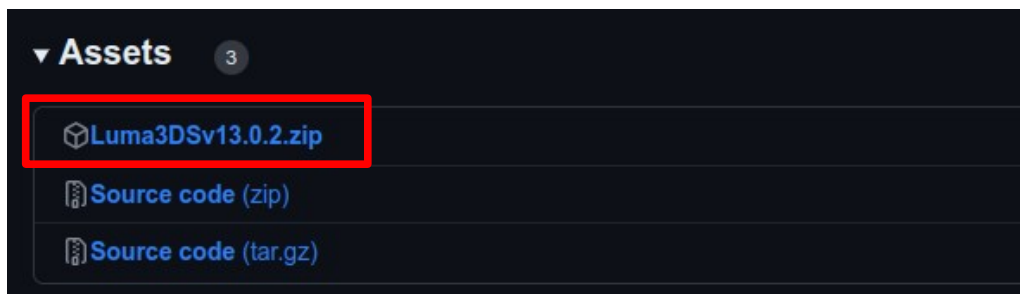 Assets 3
Luma3DSv13.0.2.zip
Source code (zip)
Source code (tar.gz)